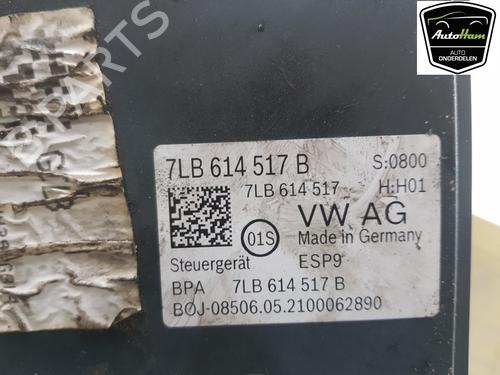 AutoHam
AUTO
ONDERDELEN
PARTS
7LB 614 517 B S:0800
7LB 614 517 H:H01
01S VW AG
Made in Germany
Steuergerät ESP9
BPA 7LB 614 517 B
BOJ-08506.05.2100062890